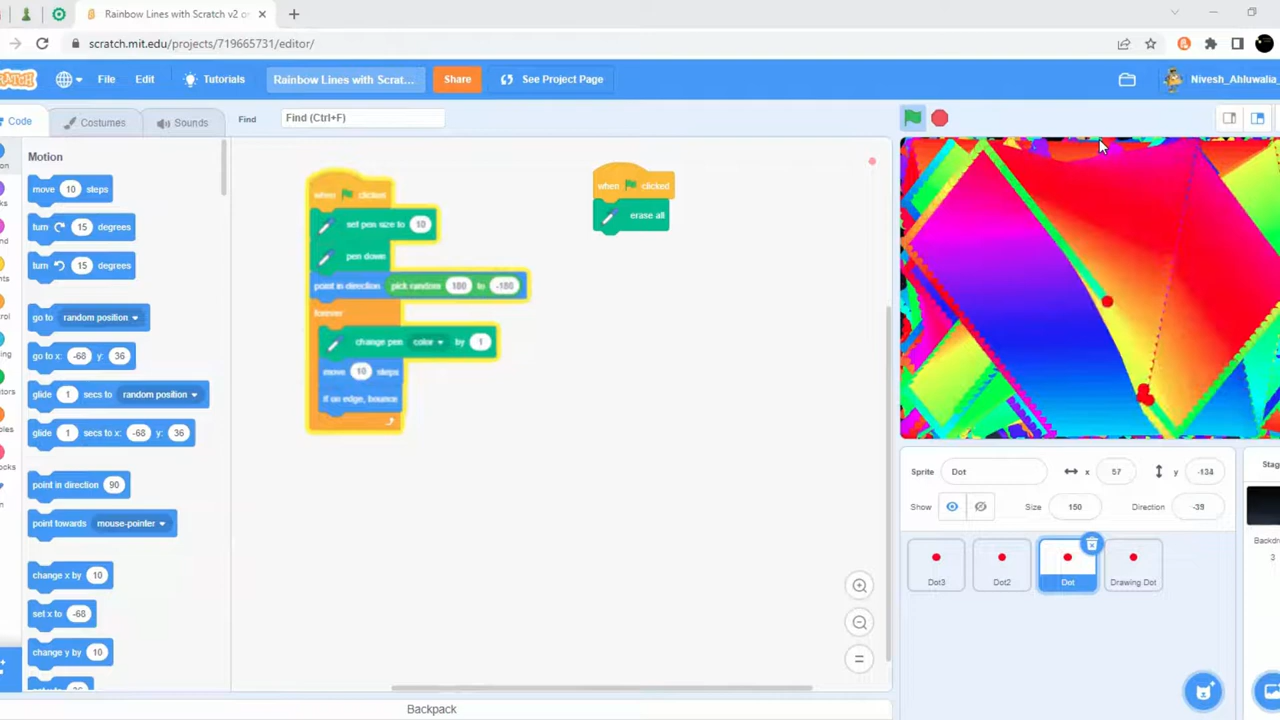 Rainbow Lines with Scratch v2 or
scratch.mit.edu/projects/719665731/editor/
File Edit Tutorials Rainbow Lines with Scrat... Share See Project Page Nivesh_Ahluwalia_
Code Costumes Sounds Find Find (Ctrl+F)
Motion
move 10 steps
turn 15 degrees
turn 15 degrees
go to random position
go to x: -68 y: 36
glide 1 secs to random position
glide 1 secs to x: -68 y: 36
point in direction 90
point towards mouse-pointer
change x by 10
set x to -68
change y by 10
when clicked
set pen size to 10
pen down
point in direction pick random 180 to -180
forever
change pen color by 1
move 10 steps
if on edge, bounce
when clicked
erase all
Sprite Dot x 57 y -134
Show Size 150 Direction -39
Dot3 Dot2 Dot Drawing Dot
Stag
Backdr
3
Backpack